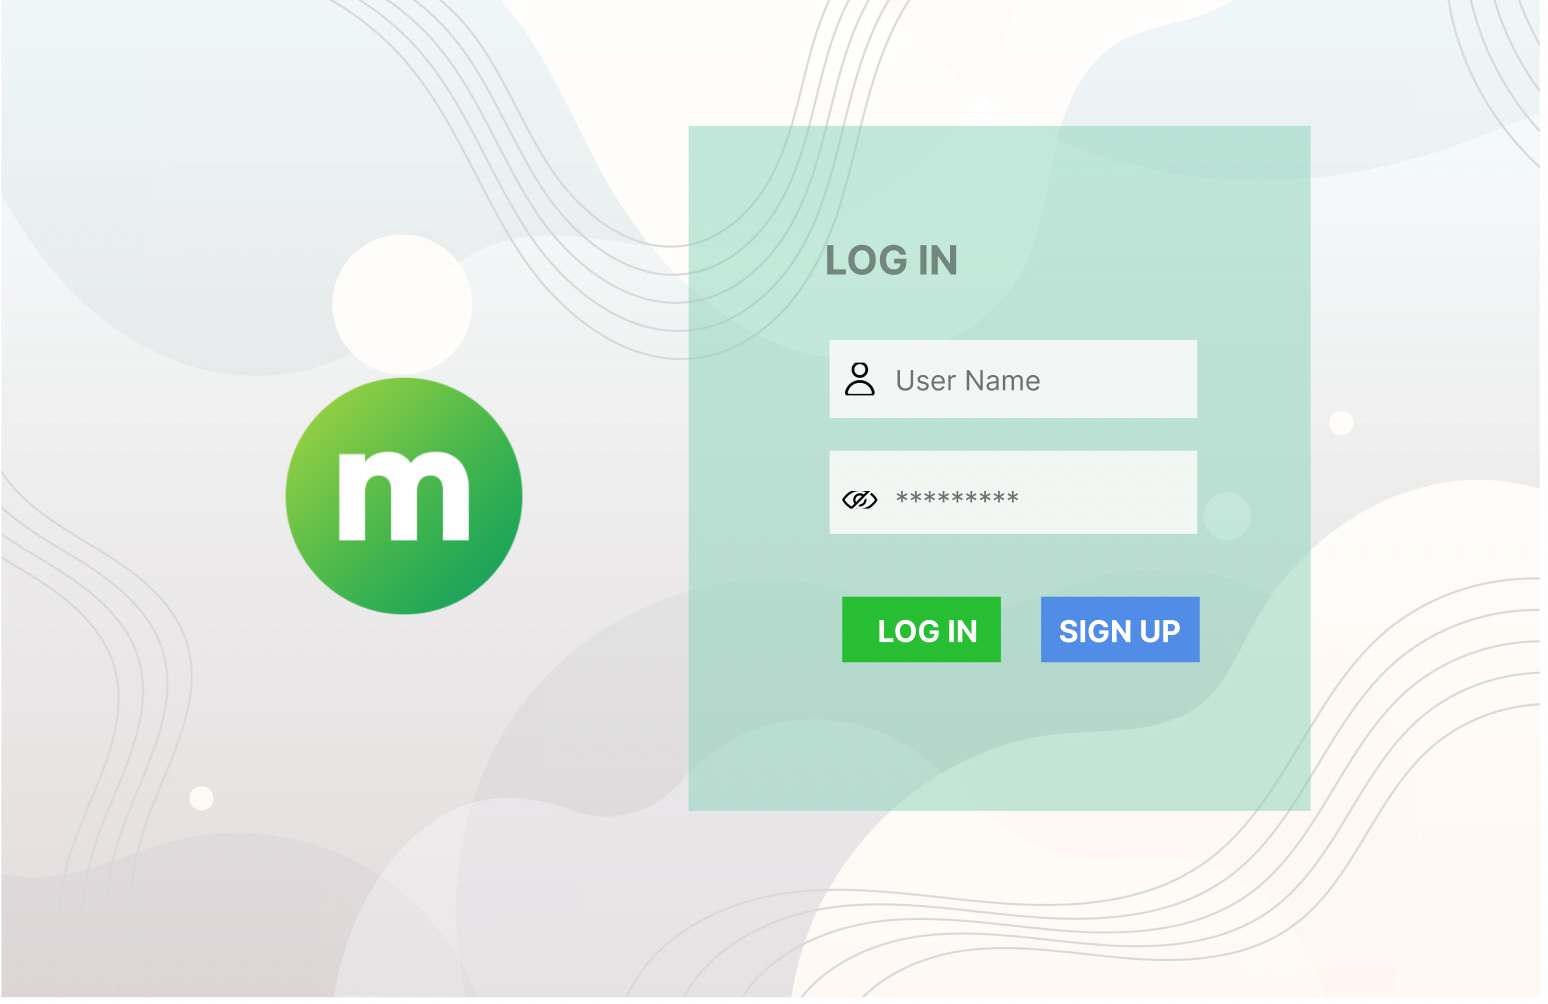 LOG IN
User Name
m
*********
LOG IN
SIGN UP